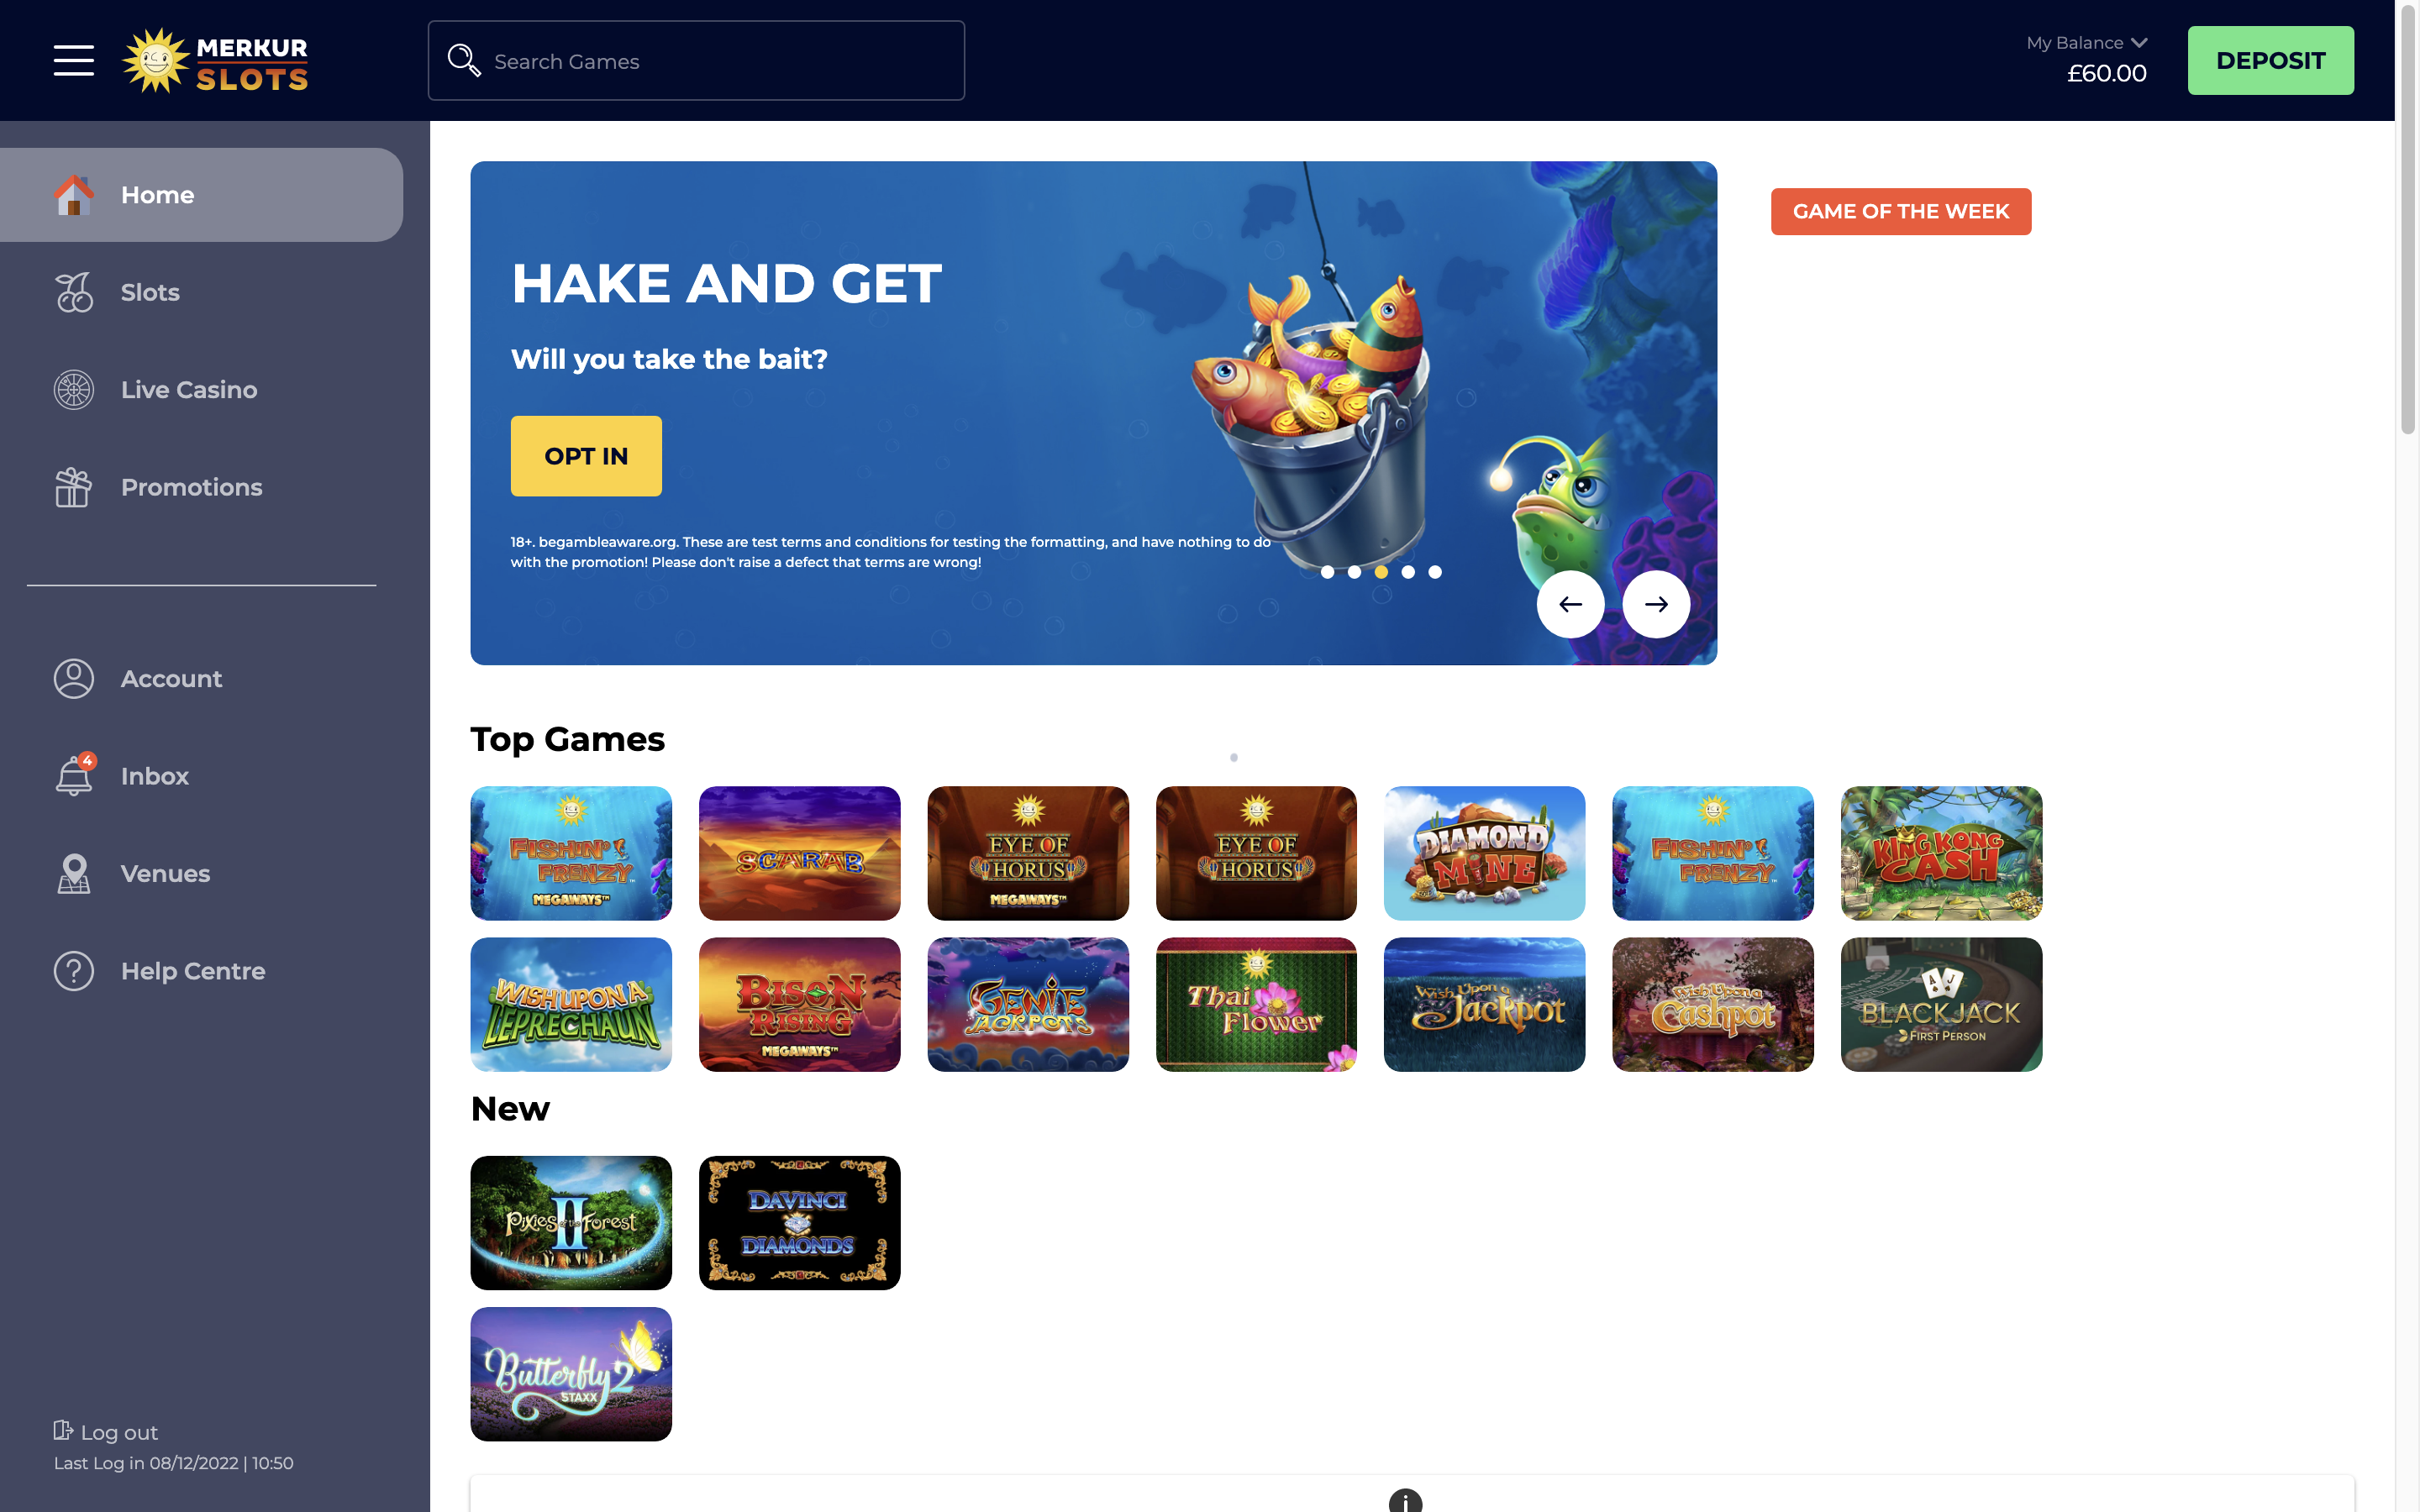 MERKUR
SLOTS
Search Games
My Balance
£60.00
DEPOSIT
Home
Slots
Live Casino
Promotions
Account
4
Inbox
Venues
Help Centre
Log out
Last Log in 08/12/2022 | 10:50
HAKE AND GET
Will you take the bait?
OPT IN
18+. begambleaware.org. These are test terms and conditions for testing the formatting, and have nothing to do
with the promotion! Please don't raise a defect that terms are wrong!
GAME OF THE WEEK
Top Games
FISHIN' FRENZY MEGAWAYS™
SCARAB
EYE OF HORUS MEGAWAYS™
EYE OF HORUS
DIAMOND MINE
FISHIN' FRENZY™
KING KONG CASH
WISH UPON A LEPRECHAUN
BISON RISING MEGAWAYS™
GENIE JACKPOTS
Thai Flower
Wish Upon a Jackpot
Wish Upon a Cashpot
A J
BLACKJACK
FIRST PERSON
New
Pixies of the Forest II
DAVINCI DIAMONDS
Butterfly STAXX 2
i